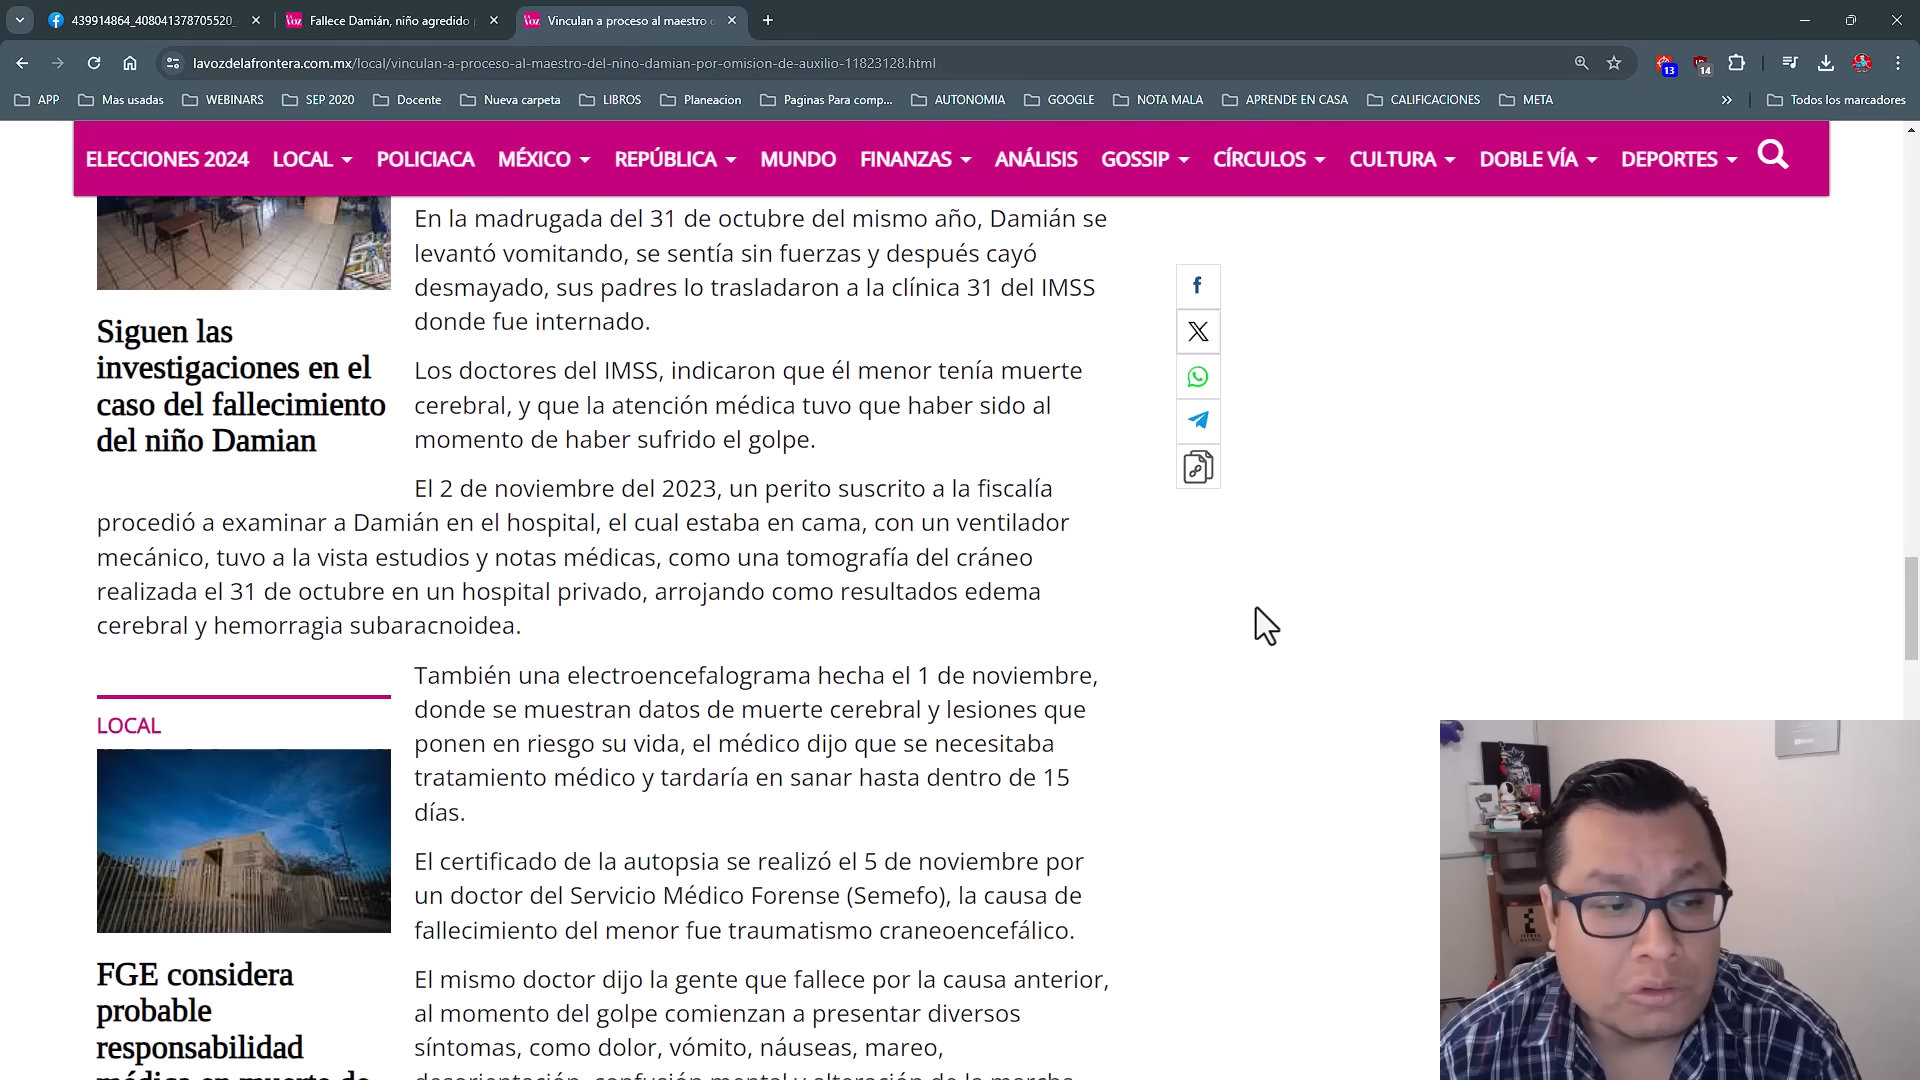 439914864_408041378705520_
Fallece Damián, niño agredido
Vinculan a proceso al maestro
lavozdelafrontera.com.mx/local/vinculan-a-proceso-al-maestro-del-nino-damian-por-omision-de-auxilio-11823128.html
13
14
APP
Mas usadas
WEBINARS
SEP 2020
Docente
Nueva carpeta
LIBROS
Planeacion
Paginas Para comp...
AUTONOMIA
GOOGLE
NOTA MALA
APRENDE EN CASA
CALIFICACIONES
META
Todos los marcadores
ELECCIONES 2024
LOCAL
POLICIACA
MÉXICO
REPÚBLICA
MUNDO
FINANZAS
ANÁLISIS
GOSSIP
CÍRCULOS
CULTURA
DOBLE VÍA
DEPORTES
Siguen las
investigaciones en el
caso del fallecimiento
del niño Damian
En la madrugada del 31 de octubre del mismo año, Damián se
levantó vomitando, se sentía sin fuerzas y después cayó
desmayado, sus padres lo trasladaron a la clínica 31 del IMSS
donde fue internado.
Los doctores del IMSS, indicaron que él menor tenía muerte
cerebral, y que la atención médica tuvo que haber sido al
momento de haber sufrido el golpe.
El 2 de noviembre del 2023, un perito suscrito a la fiscalía
procedió a examinar a Damián en el hospital, el cual estaba en cama, con un ventilador
mecánico, tuvo a la vista estudios y notas médicas, como una tomografía del cráneo
realizada el 31 de octubre en un hospital privado, arrojando como resultados edema
cerebral y hemorragia subaracnoidea.
También una electroencefalograma hecha el 1 de noviembre,
donde se muestran datos de muerte cerebral y lesiones que
ponen en riesgo su vida, el médico dijo que se necesitaba
tratamiento médico y tardaría en sanar hasta dentro de 15
días.
LOCAL
FGE considera
probable
responsabilidad
médica en muerte de
El certificado de la autopsia se realizó el 5 de noviembre por
un doctor del Servicio Médico Forense (Semefo), la causa de
fallecimiento del menor fue traumatismo craneoencefálico.
El mismo doctor dijo la gente que fallece por la causa anterior,
al momento del golpe comienzan a presentar diversos
síntomas, como dolor, vómito, náuseas, mareo,
desorientación, confusión mental y alteración de la marcha